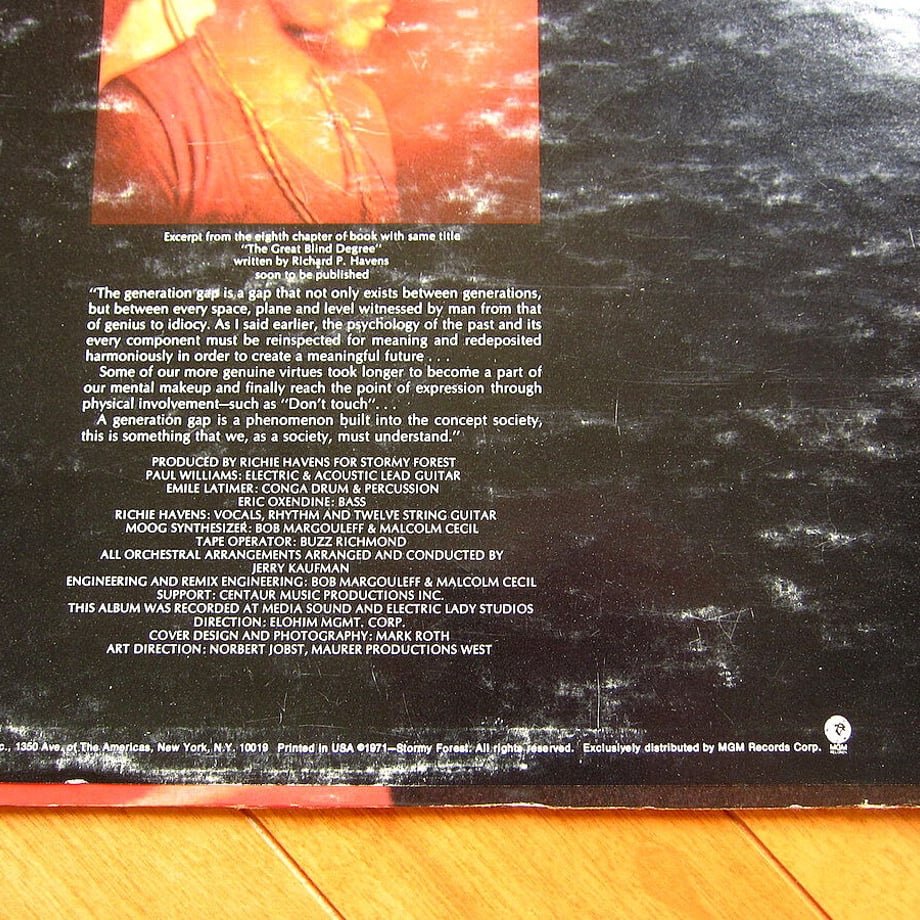 Excerpt from the eighth chapter of book with same title
"The Great Blind Degree"
written by Richard P. Havens
soon to be published
"The generation gap is a gap that not only exists between generations,
but between every space, plane and level witnessed by man from that
of genius to idiocy. As I said earlier, the psychology of the past and its
every component must be reinspected for meaning and redeposited
harmoniously in order to create a meaningful future . . .
Some of our more genuine virtues took longer to become a part of
our mental makeup and finally reach the point of expression through
physical involvement—such as "Don't touch". . .
A generation gap is a phenomenon built into the concept society,
this is something that we, as a society, must understand."
PRODUCED BY RICHIE HAVENS FOR STORMY FOREST
PAUL WILLIAMS: ELECTRIC & ACOUSTIC LEAD GUITAR
EMILE LATIMER: CONGA DRUM & PERCUSSION
ERIC OXENDINE: BASS
RICHIE HAVENS: VOCALS, RHYTHM AND TWELVE STRING GUITAR
MOOG SYNTHESIZER: BOB MARGOULEFF & MALCOLM CECIL
TAPE OPERATOR: BUZZ RICHMOND
ALL ORCHESTRAL ARRANGEMENTS ARRANGED AND CONDUCTED BY
JERRY KAUFMAN
ENGINEERING AND REMIX ENGINEERING: BOB MARGOULEFF & MALCOLM CECIL
SUPPORT: CENTAUR MUSIC PRODUCTIONS INC.
THIS ALBUM WAS RECORDED AT MEDIA SOUND AND ELECTRIC LADY STUDIOS
DIRECTION: ELOHIM MGMT. CORP.
COVER DESIGN AND PHOTOGRAPHY: MARK ROTH
ART DIRECTION: NORBERT JOBST, MAURER PRODUCTIONS WEST
c., 1350 Ave. of The Americas, New York, N.Y. 10019 Printed in USA ©1971—Stormy Forest. All rights reserved. Exclusively distributed by MGM Records Corp.
MGM